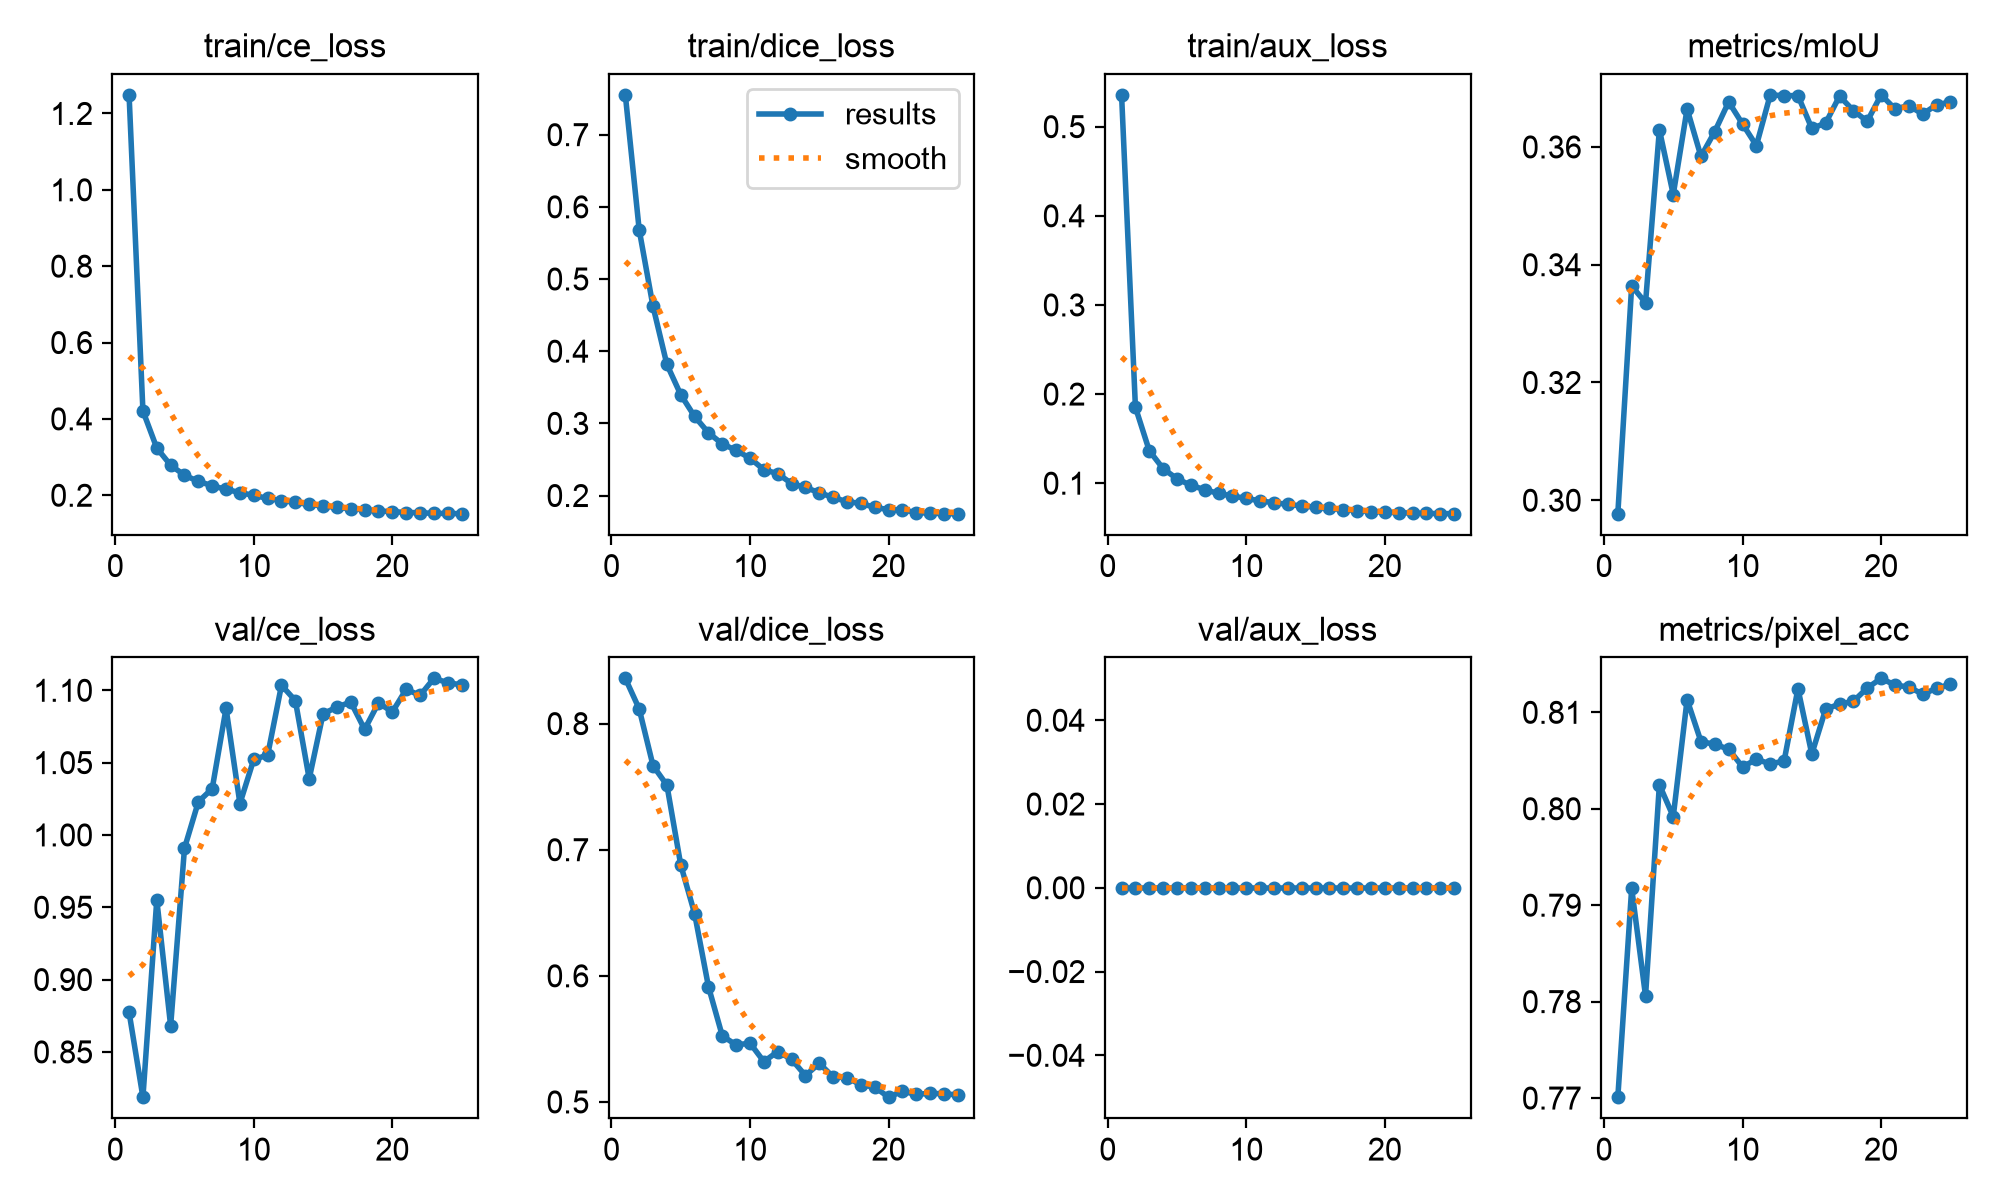 train/ce_loss
1.2
1.0
0.8
0.6
0.4
0.2
0 10 20
train/dice_loss
results
smooth
0.7
0.6
0.5
0.4
0.3
0.2
0 10 20
train/aux_loss
0.5
0.4
0.3
0.2
0.1
0 10 20
metrics/mIoU
0.36
0.34
0.32
0.30
0 10 20
val/ce_loss
1.10
1.05
1.00
0.95
0.90
0.85
0 10 20
val/dice_loss
0.8
0.7
0.6
0.5
0 10 20
val/aux_loss
0.04
0.02
0.00
−0.02
−0.04
0 10 20
metrics/pixel_acc
0.81
0.80
0.79
0.78
0.77
0 10 20